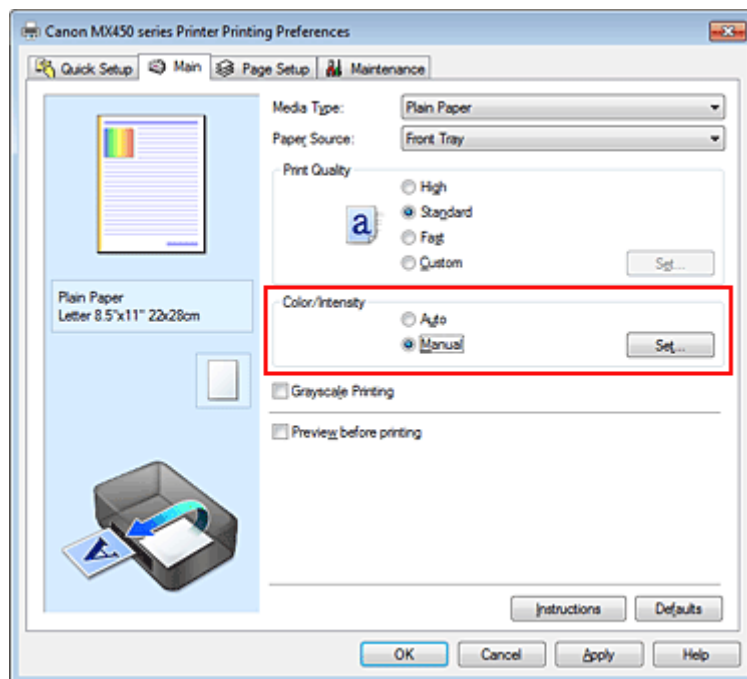 Canon MX450 series Printer Printing Preferences
Quick Setup Main Page Setup Maintenance
Media Type: Plain Paper
Paper Source: Front Tray
Print Quality
High
a Standard
Fast
Custom Set...
Plain Paper
Letter 8.5"x11" 22x28cm
Color/Intensity
Auto
Manual Set...
Grayscale Printing
Preview before printing
A
Instructions Defaults
OK Cancel Apply Help